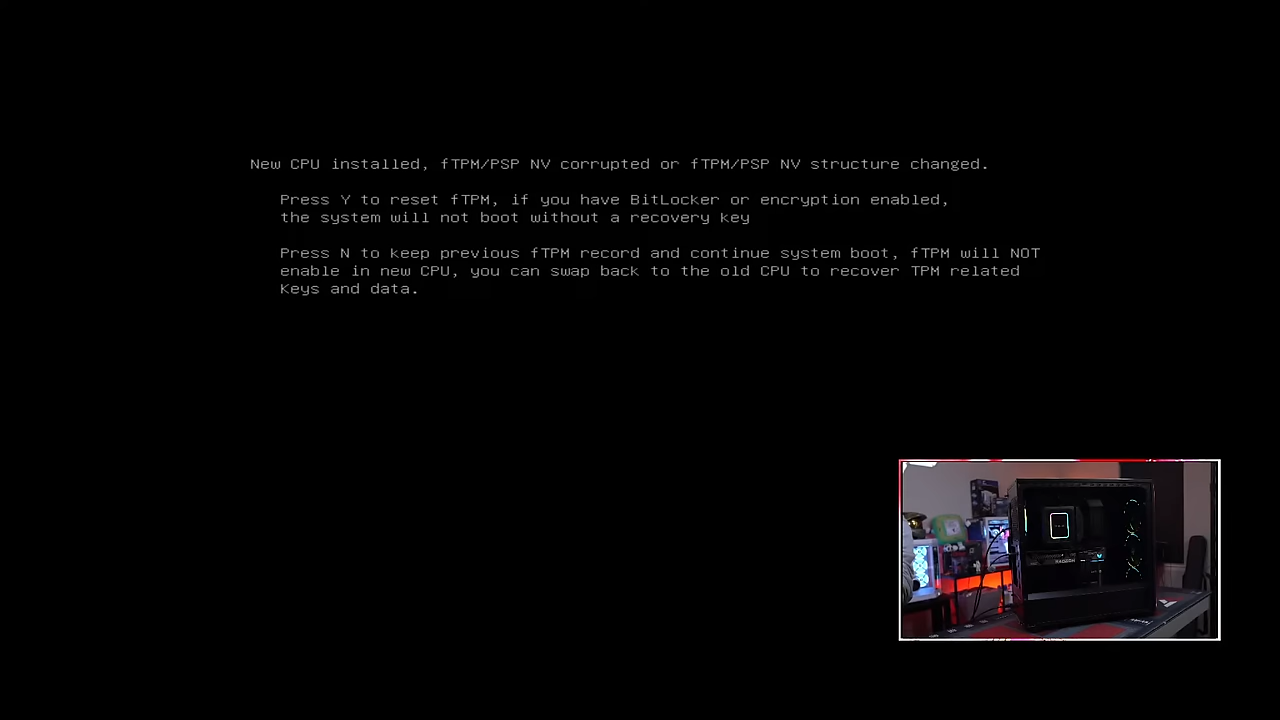 New CPU installed, fTPM/PSP NV corrupted or fTPM/PSP NV structure changed.
Press Y to reset fTPM, if you have BitLocker or encryption enabled,
the system will not boot without a recovery key
Press N to keep previous fTPM record and continue system boot, fTPM will NOT
enable in new CPU, you can swap back to the old CPU to recover TPM related
Keys and data.
RADEON